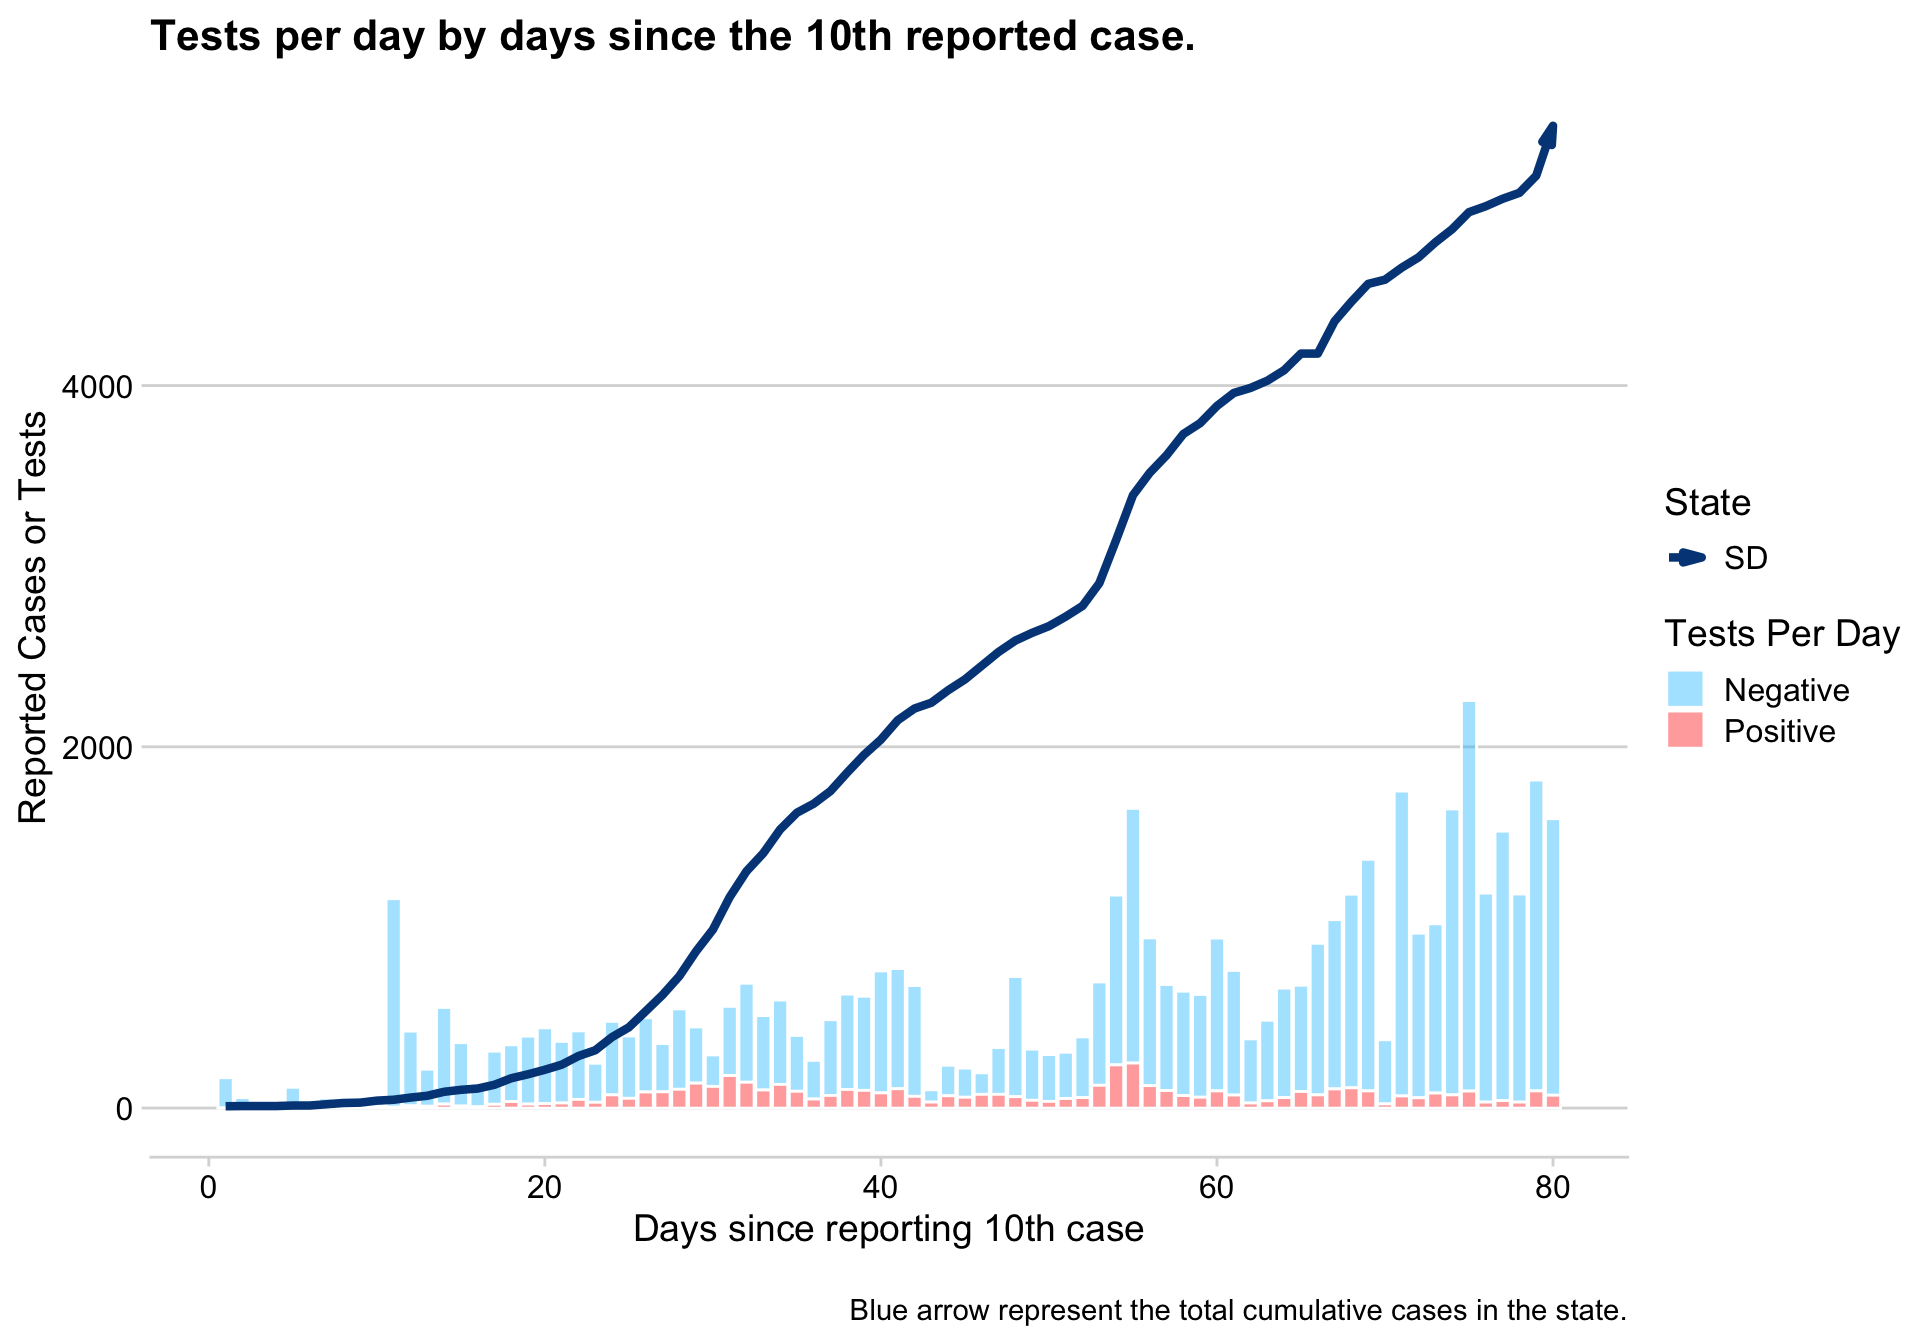 Tests per day by days since the 10th reported case.
Reported Cases or Tests
4000
2000
0
0 20 40 60 80
Days since reporting 10th case
State
SD
Tests Per Day
Negative
Positive
Blue arrow represent the total cumulative cases in the state.